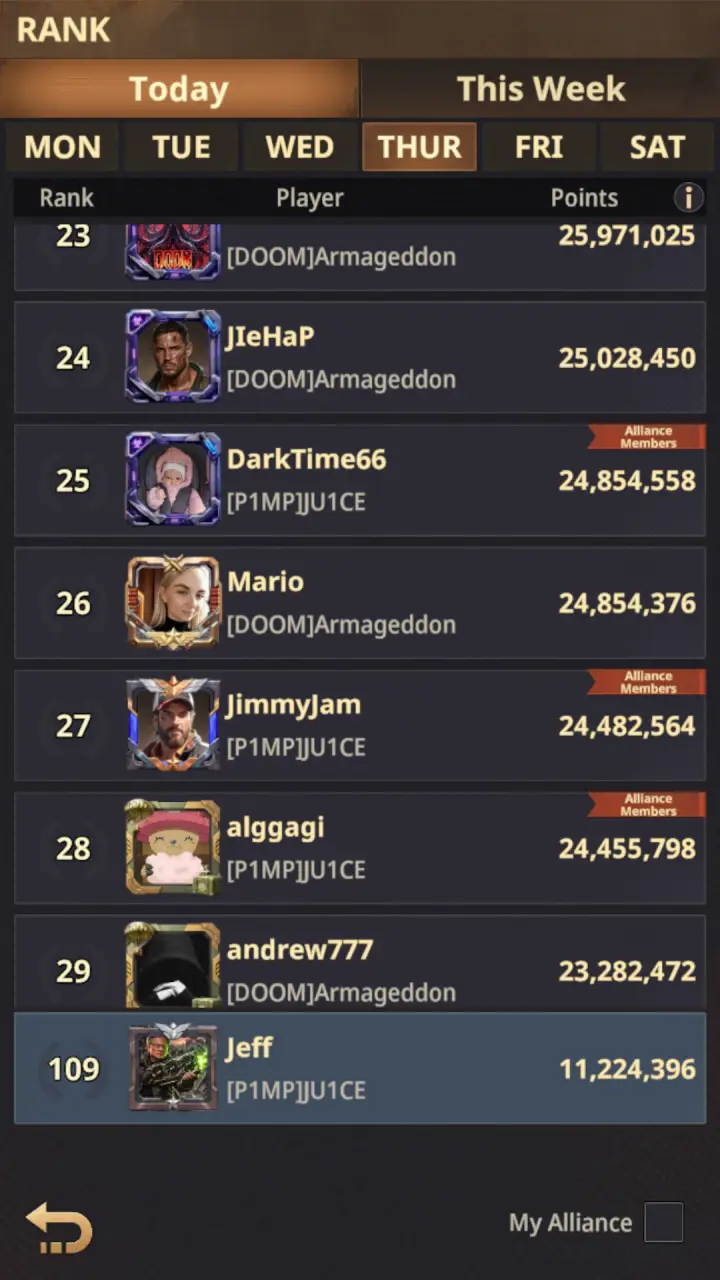 RANK
Today
This Week
MON
TUE
WED
THUR
FRI
SAT
Rank
Player
Points
i
23
DOOM
[DOOM]Armageddon
25,971,025
24
JIeHaP
[DOOM]Armageddon
25,028,450
25
DarkTime66
[P1MP]JU1CE
Alliance
Members
24,854,558
26
Mario
[DOOM]Armageddon
24,854,376
27
JimmyJam
[P1MP]JU1CE
Alliance
Members
24,482,564
28
alggagi
[P1MP]JU1CE
Alliance
Members
24,455,798
29
andrew777
[DOOM]Armageddon
23,282,472
109
Jeff
[P1MP]JU1CE
11,224,396
My Alliance